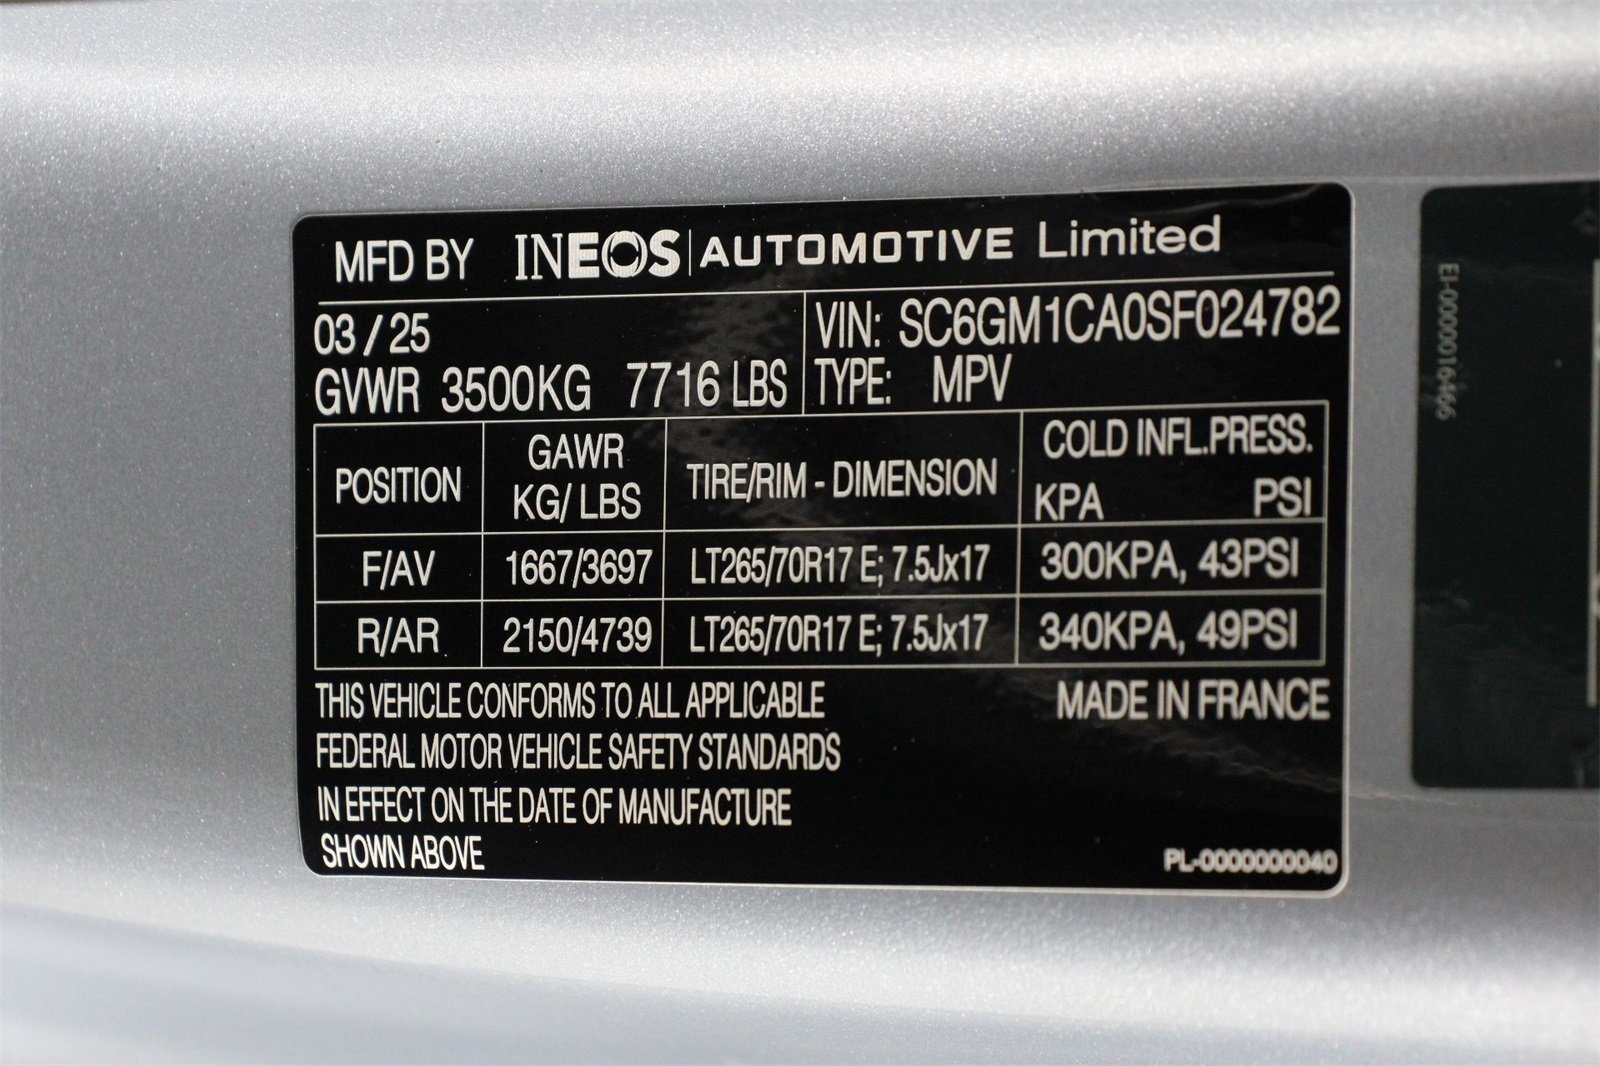 MFD BY INEOS AUTOMOTIVE Limited
03 / 25
GVWR 3500KG 7716 LBS
VIN: SC6GM1CA0SF024782
TYPE: MPV
POSITION GAWR KG/ LBS TIRE/RIM - DIMENSION COLD INFL.PRESS. KPA PSI
F/AV 1667/3697 LT265/70R17 E; 7.5Jx17 300KPA, 43PSI
R/AR 2150/4739 LT265/70R17 E; 7.5Jx17 340KPA, 49PSI
THIS VEHICLE CONFORMS TO ALL APPLICABLE
FEDERAL MOTOR VEHICLE SAFETY STANDARDS
IN EFFECT ON THE DATE OF MANUFACTURE
SHOWN ABOVE
MADE IN FRANCE
PL-0000000040